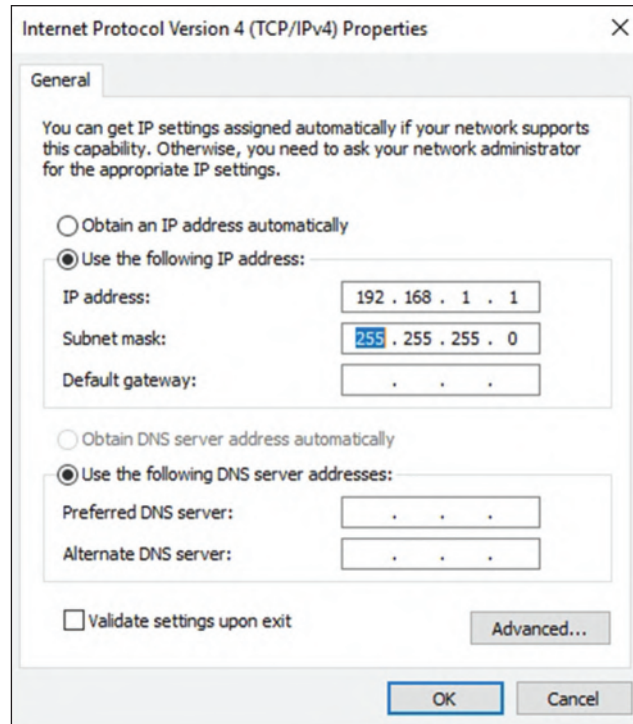 Internet Protocol Version 4 (TCP/IPv4) Properties
General
You can get IP settings assigned automatically if your network supports
this capability. Otherwise, you need to ask your network administrator
for the appropriate IP settings.
Obtain an IP address automatically
Use the following IP address:
IP address: 192 . 168 . 1 . 1
Subnet mask: 255 . 255 . 255 . 0
Default gateway: . . .
Obtain DNS server address automatically
Use the following DNS server addresses:
Preferred DNS server: . . .
Alternate DNS server: . . .
Validate settings upon exit
Advanced...
OK Cancel